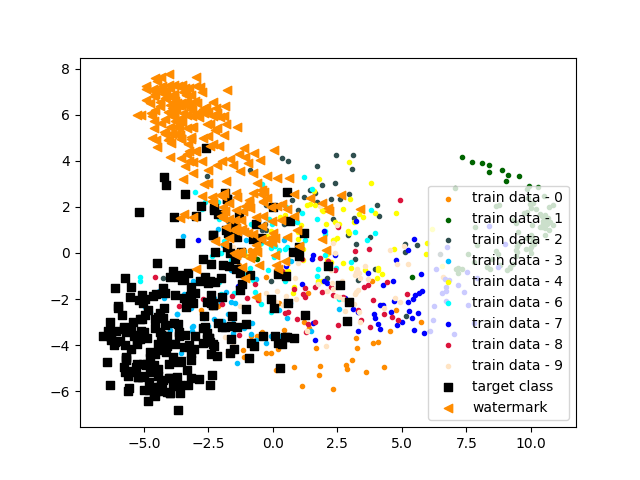 8
6
4
2
0
−2
−4
−6
−5.0
−2.5
0.0
2.5
5.0
7.5
10.0
train data - 0
train data - 1
train data - 2
train data - 3
train data - 4
train data - 6
train data - 7
train data - 8
train data - 9
target class
watermark